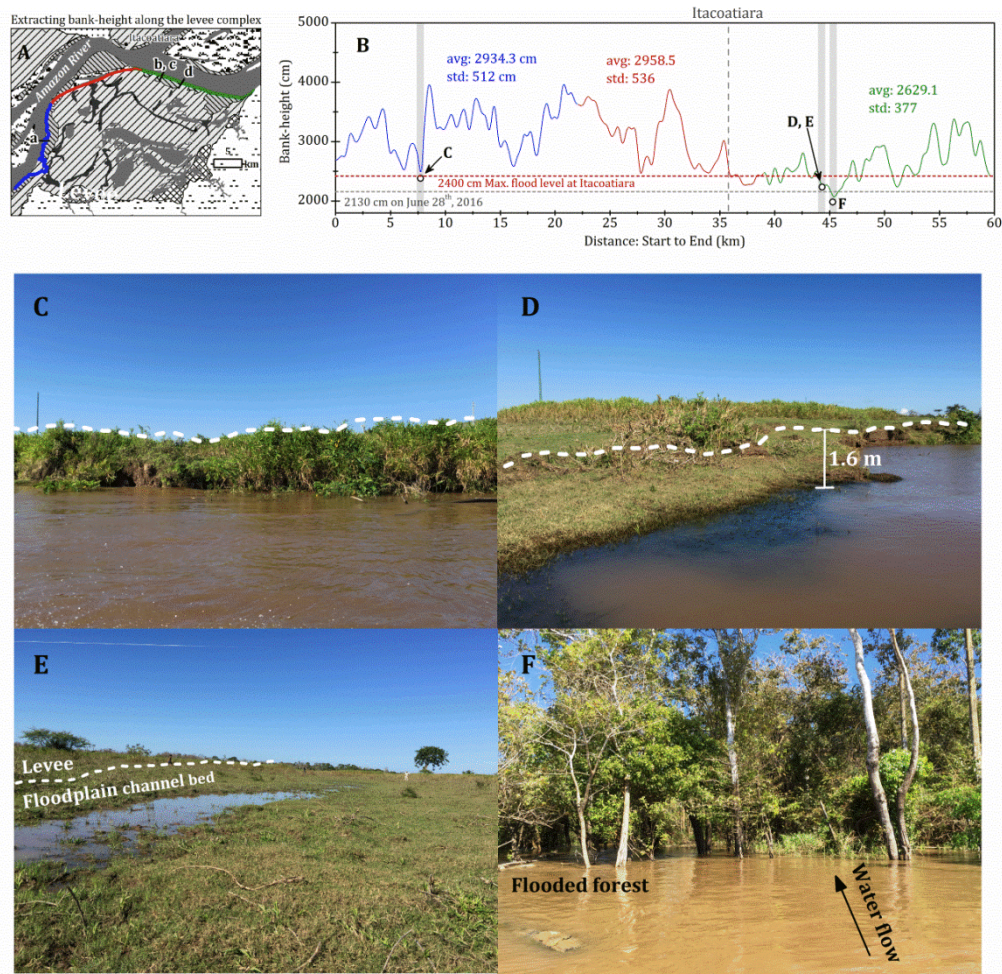 Extracting bank-height along the levee complex
A
Itacoatiara
Amazon River
b, c
d
a
5
km
levee
Itacoatiara
B
Bank-height (cm)
5000
4000
3000
2000
avg: 2934.3 cm
std: 512 cm
avg: 2958.5
std: 536
avg: 2629.1
std: 377
C
D, E
F
2400 cm Max. flood level at Itacoatiara
2130 cm on June 28th, 2016
0 5 10 15 20 25 30 35 40 45 50 55 60
Distance: Start to End (km)
C
D
1.6 m
E
Levee
Floodplain channel bed
F
Flooded forest
Water flow